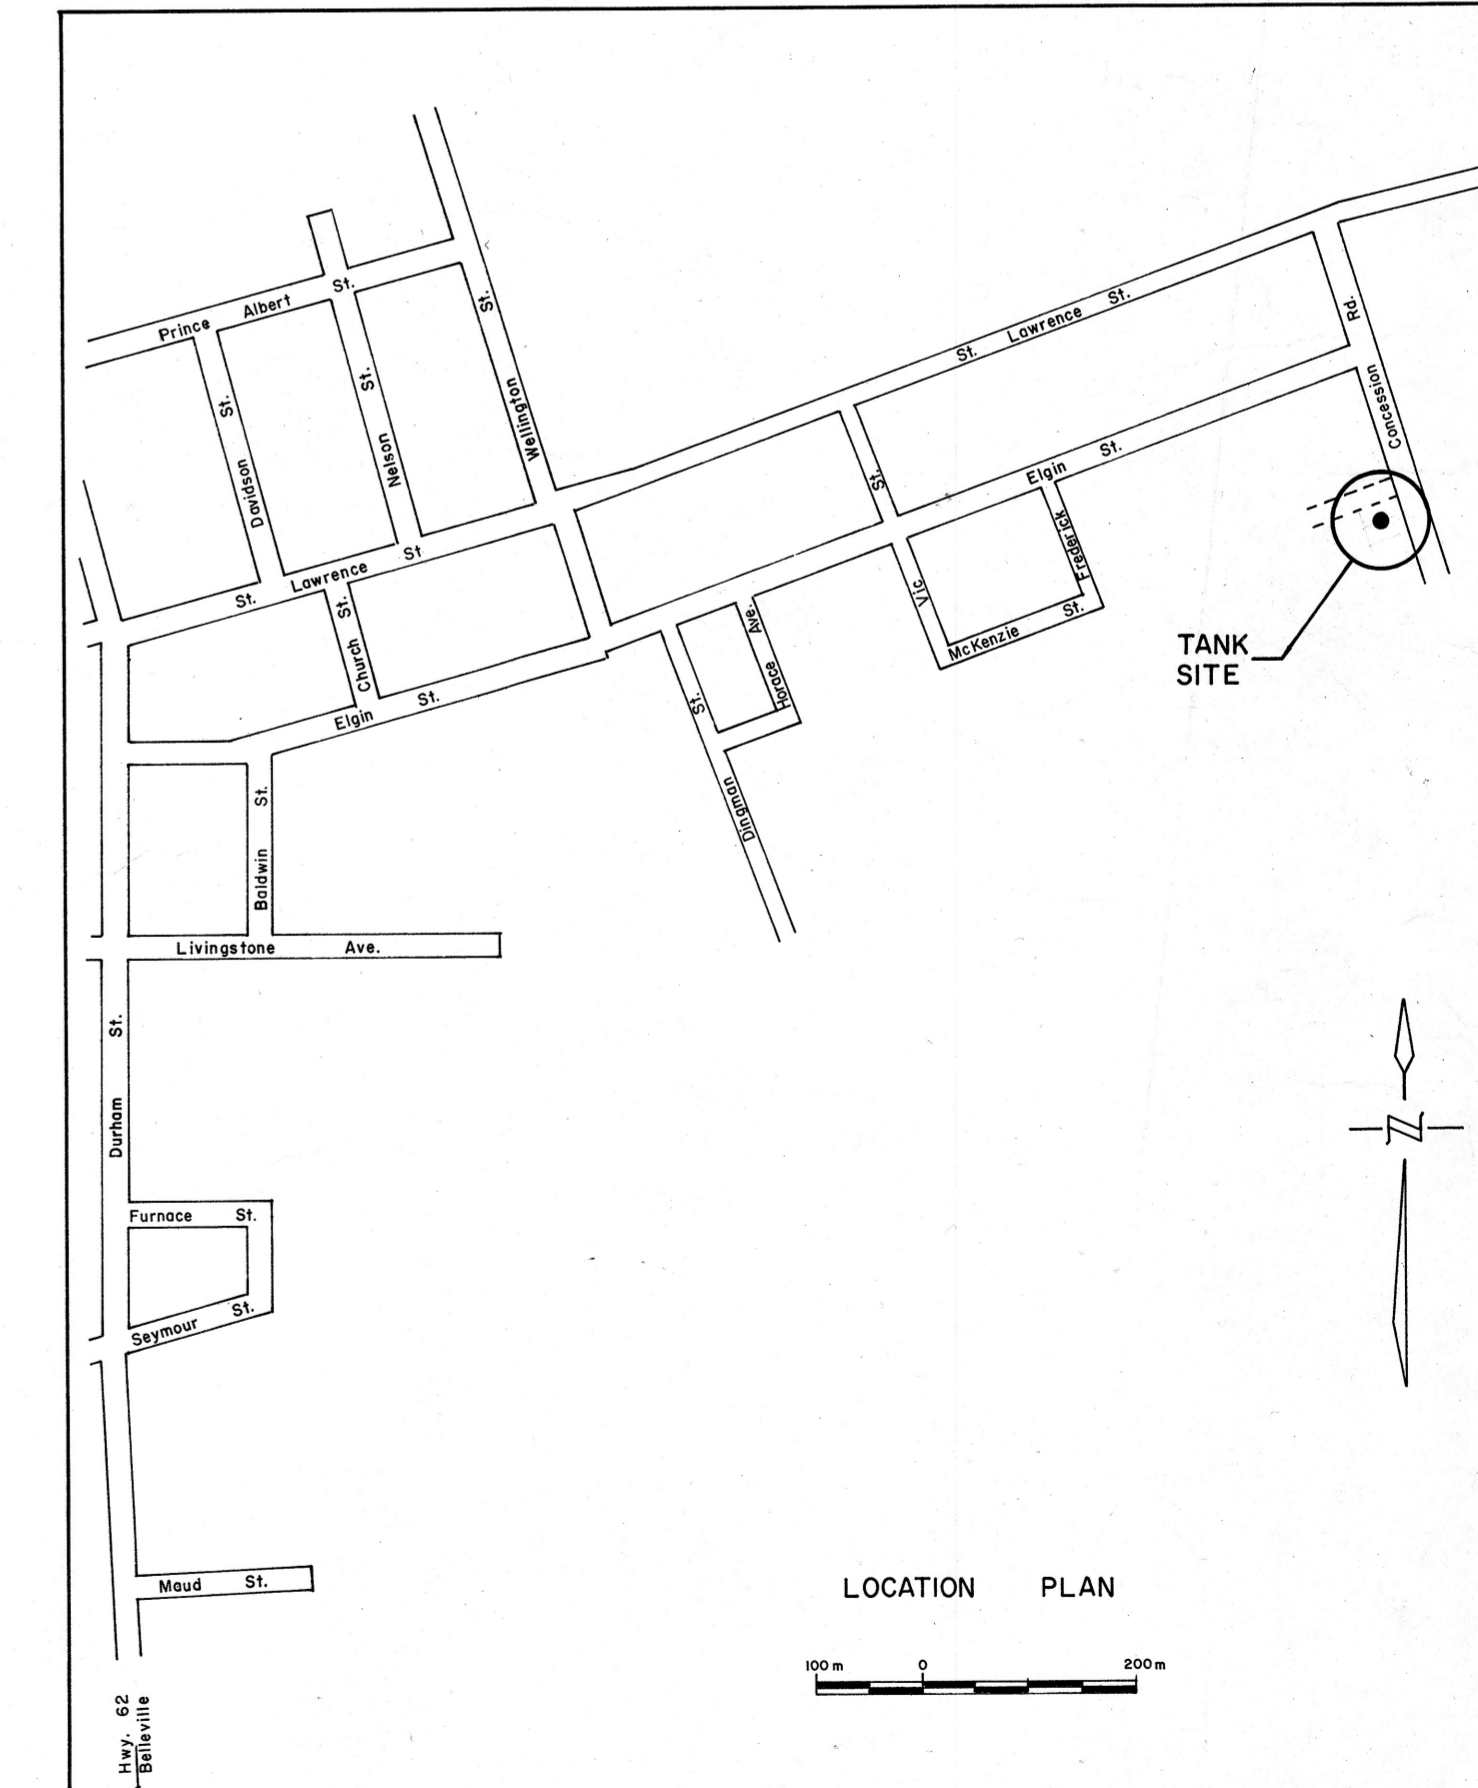 Prince Albert St.
Davidson St.
Nelson St.
Wellington St.
St. Lawrence St.
St. Lawrence St.
Church St.
Elgin St.
Elgin St.
Baldwin St.
Livingstone Ave.
Durham St.
Furnace St.
Seymour St.
Maud St.
Hwy. 62
Belleville
Dingman St.
Horace Ave.
Vic St.
McKenzie St.
Frederick
Concession Rd.
TANK
SITE
N
LOCATION PLAN
100 m 0 200 m